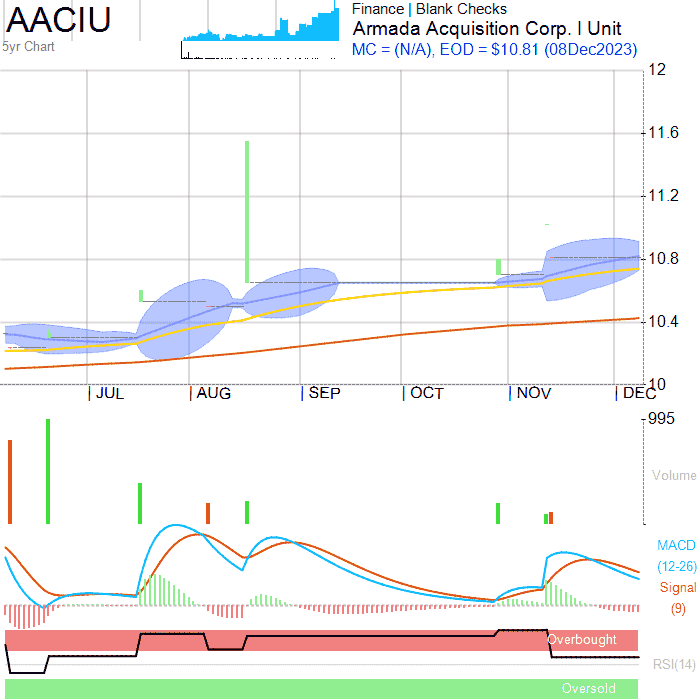 AACIU
5yr Chart
Finance | Blank Checks
Armada Acquisition Corp. I Unit
MC = (N/A), EOD = $10.81 (08Dec2023)
12
11.6
11.2
10.8
10.4
10
JUL AUG SEP OCT NOV DEC
995
Volume
MACD
(12-26)
Signal
(9)
Overbought
RSI(14)
Oversold